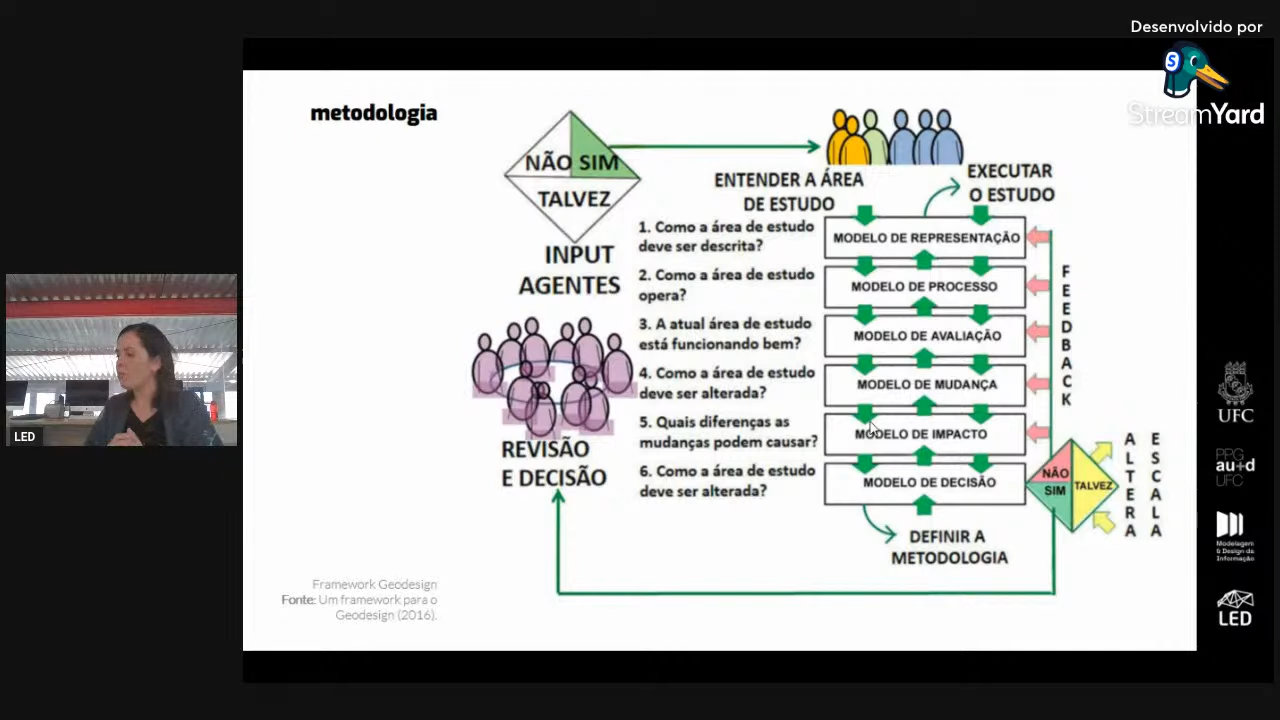 Desenvolvido por
S
StreamYard
metodologia
NÃO SIM
TALVEZ
INPUT
AGENTES
REVISÃO
E DECISÃO
ENTENDER A ÁREA
DE ESTUDO
EXECUTAR
O ESTUDO
1. Como a área de estudo
deve ser descrita?
MODELO DE REPRESENTAÇÃO
2. Como a área de estudo
opera?
MODELO DE PROCESSO
3. A atual área de estudo
está funcionando bem?
MODELO DE AVALIAÇÃO
4. Como a área de estudo
deve ser alterada?
MODELO DE MUDANÇA
5. Quais diferenças as
mudanças podem causar?
MODELO DE IMPACTO
6. Como a área de estudo
deve ser alterada?
MODELO DE DECISÃO
FEEDBACK
NÃO
SIM
TALVEZ
ALTERA
ESCALA
DEFINIR A
METODOLOGIA
Framework Geodesign
Fonte: Um framework para o
Geodesign (2016).
LED
UFC
PPG
au+d
UFC
Modelagem
& Design da
Informação
LED